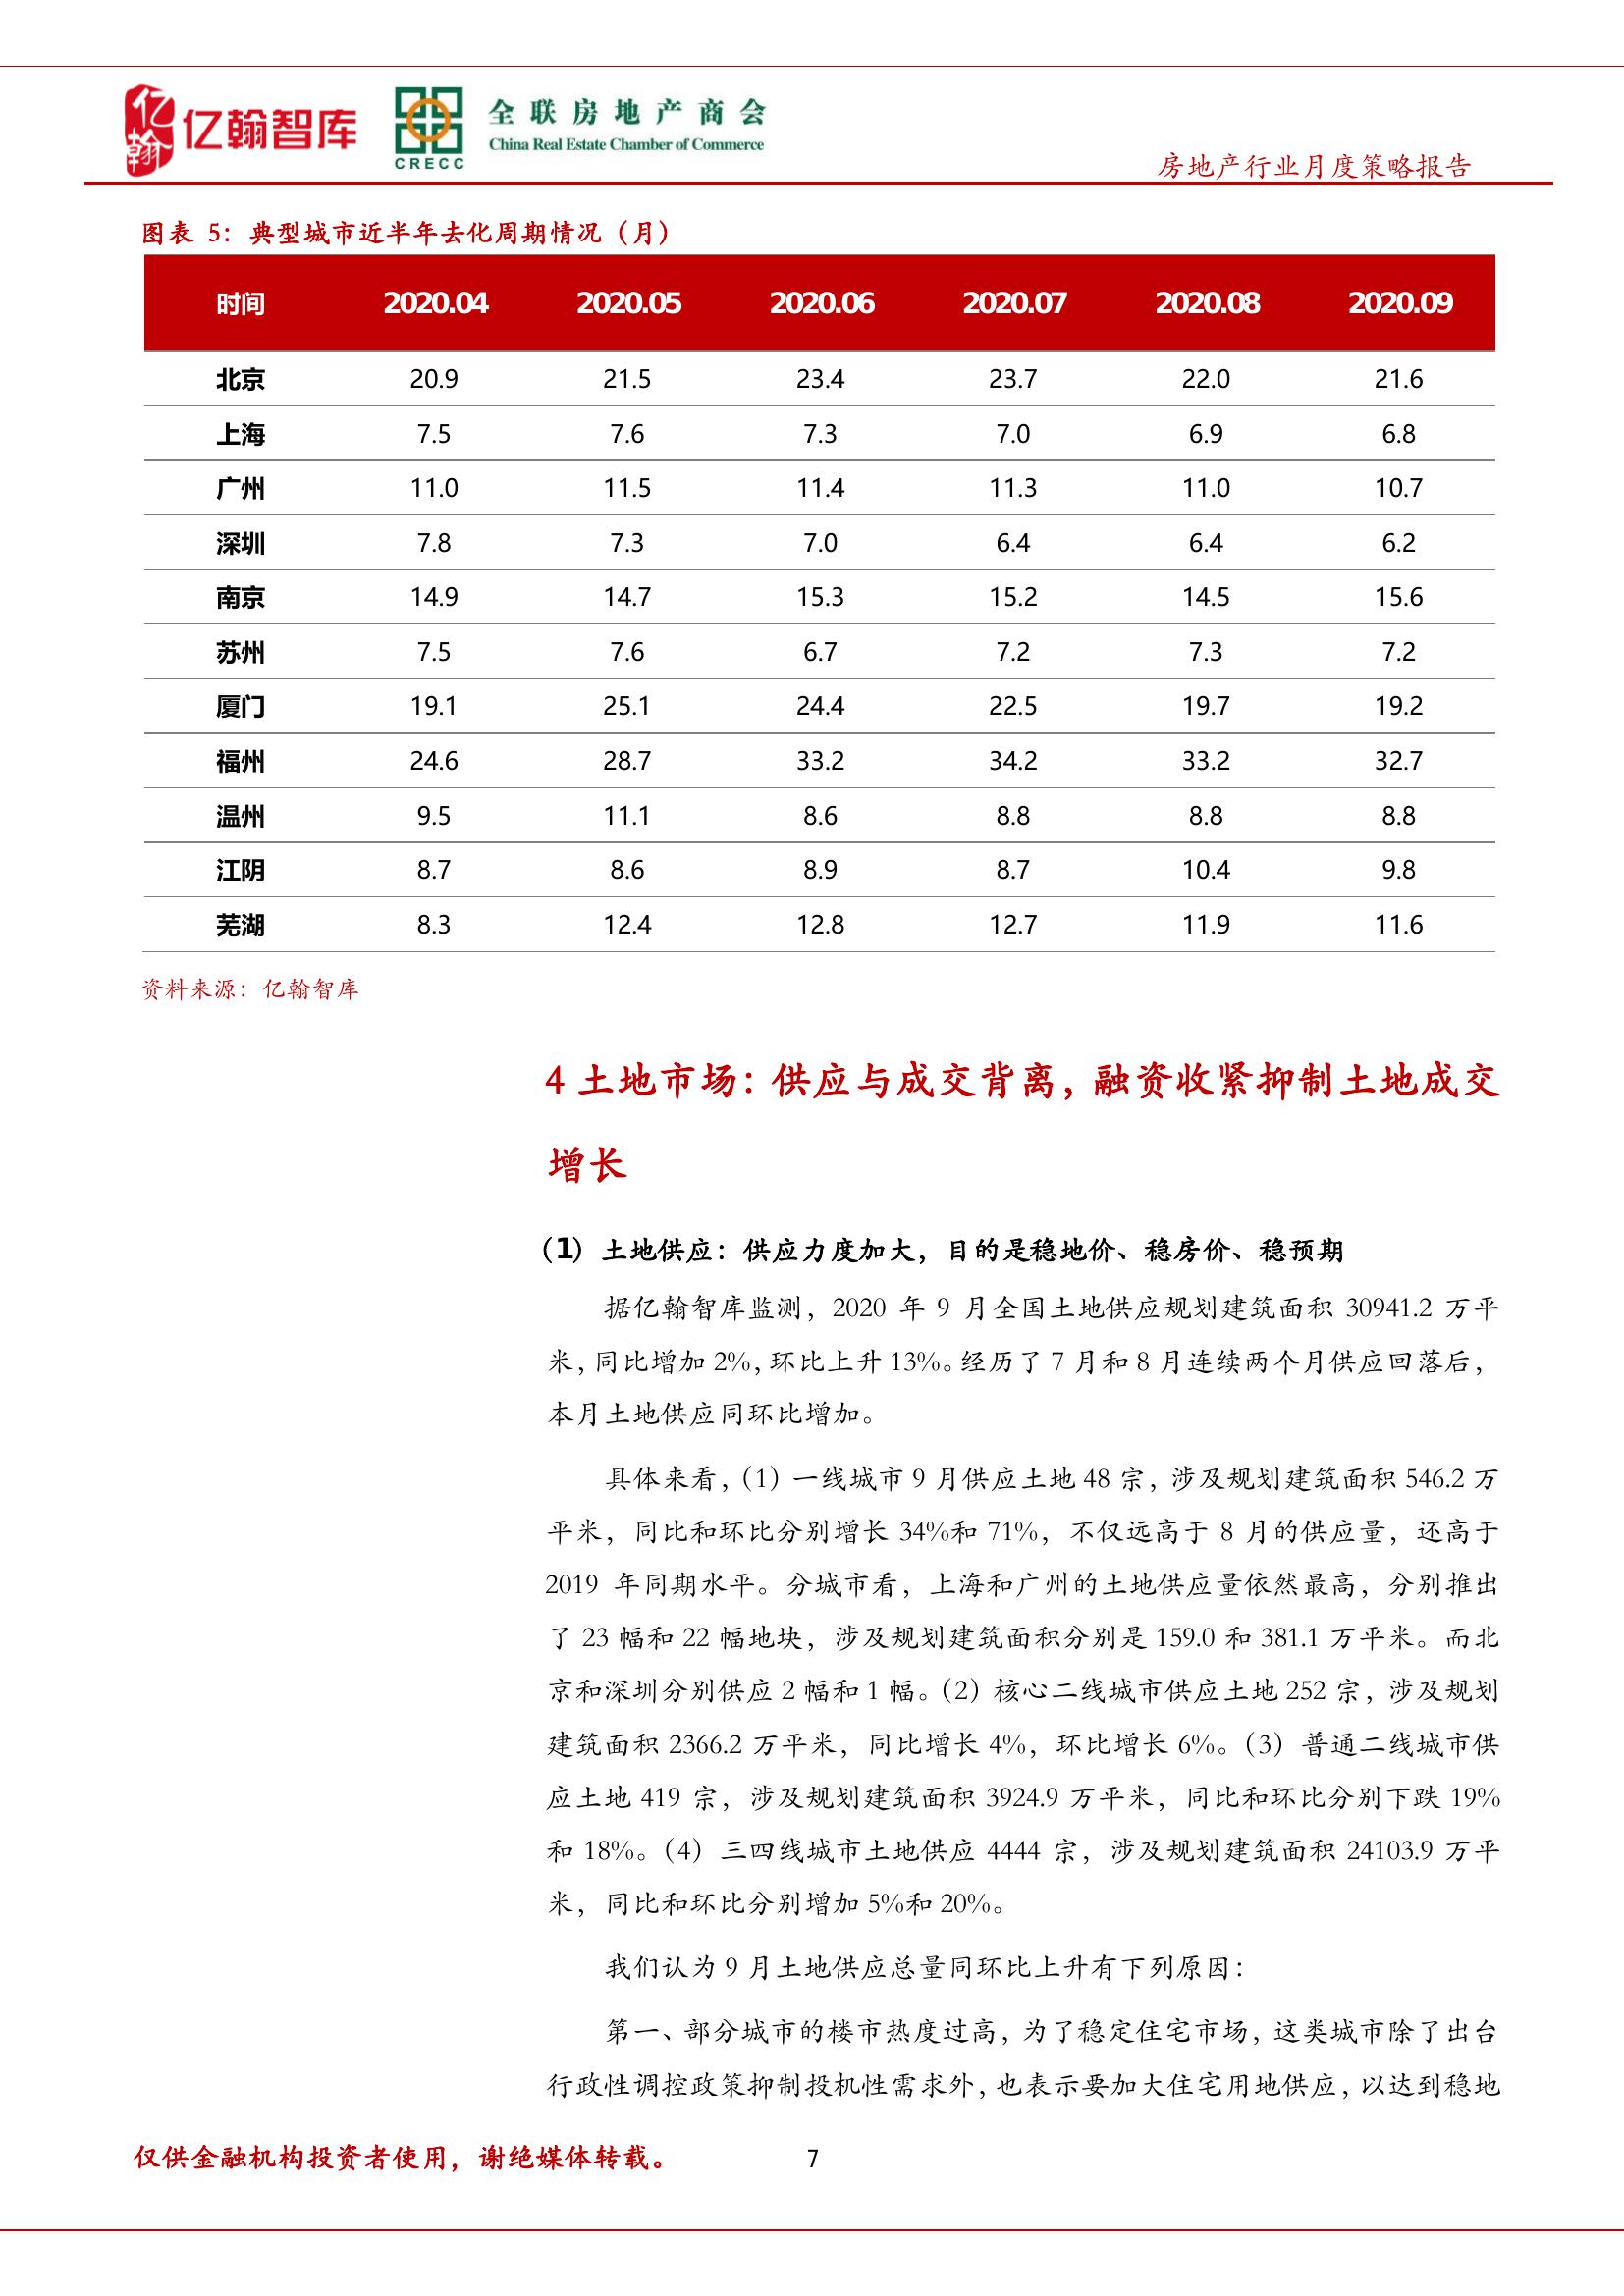 亿翰 亿翰智库 CRECC 全联房地产商会
China Real Estate Chamber of Commerce
房地产行业月度策略报告
图表 5：典型城市近半年去化周期情况（月）
时间 2020.04 2020.05 2020.06 2020.07 2020.08 2020.09
北京 20.9 21.5 23.4 23.7 22.0 21.6
上海 7.5 7.6 7.3 7.0 6.9 6.8
广州 11.0 11.5 11.4 11.3 11.0 10.7
深圳 7.8 7.3 7.0 6.4 6.4 6.2
南京 14.9 14.7 15.3 15.2 14.5 15.6
苏州 7.5 7.6 6.7 7.2 7.3 7.2
厦门 19.1 25.1 24.4 22.5 19.7 19.2
福州 24.6 28.7 33.2 34.2 33.2 32.7
温州 9.5 11.1 8.6 8.8 8.8 8.8
江阴 8.7 8.6 8.9 8.7 10.4 9.8
芜湖 8.3 12.4 12.8 12.7 11.9 11.6
资料来源：亿翰智库
4 土地市场：供应与成交背离，融资收紧抑制土地成交
增长
（1）土地供应：供应力度加大，目的是稳地价、稳房价、稳预期
据亿翰智库监测，2020 年 9 月全国土地供应规划建筑面积 30941.2 万平
米，同比增加 2%，环比上升 13%。经历了 7 月和 8 月连续两个月供应回落后，
本月土地供应同环比增加。
具体来看，（1）一线城市 9 月供应土地 48 宗，涉及规划建筑面积 546.2 万
平米，同比和环比分别增长 34%和 71%，不仅远高于 8 月的供应量，还高于
2019 年同期水平。分城市看，上海和广州的土地供应量依然最高，分别推出
了 23 幅和 22 幅地块，涉及规划建筑面积分别是 159.0 和 381.1 万平米。而北
京和深圳分别供应 2 幅和 1 幅。（2）核心二线城市供应土地 252 宗，涉及规划
建筑面积 2366.2 万平米，同比增长 4%，环比增长 6%。（3）普通二线城市供
应土地 419 宗，涉及规划建筑面积 3924.9 万平米，同比和环比分别下跌 19%
和 18%。（4）三四线城市土地供应 4444 宗，涉及规划建筑面积 24103.9 万平
米，同比和环比分别增加 5%和 20%。
我们认为 9 月土地供应总量同环比上升有下列原因：
第一、部分城市的楼市热度过高，为了稳定住宅市场，这类城市除了出台
行政性调控政策抑制投机性需求外，也表示要加大住宅用地供应，以达到稳地
仅供金融机构投资者使用，谢绝媒体转载。 7